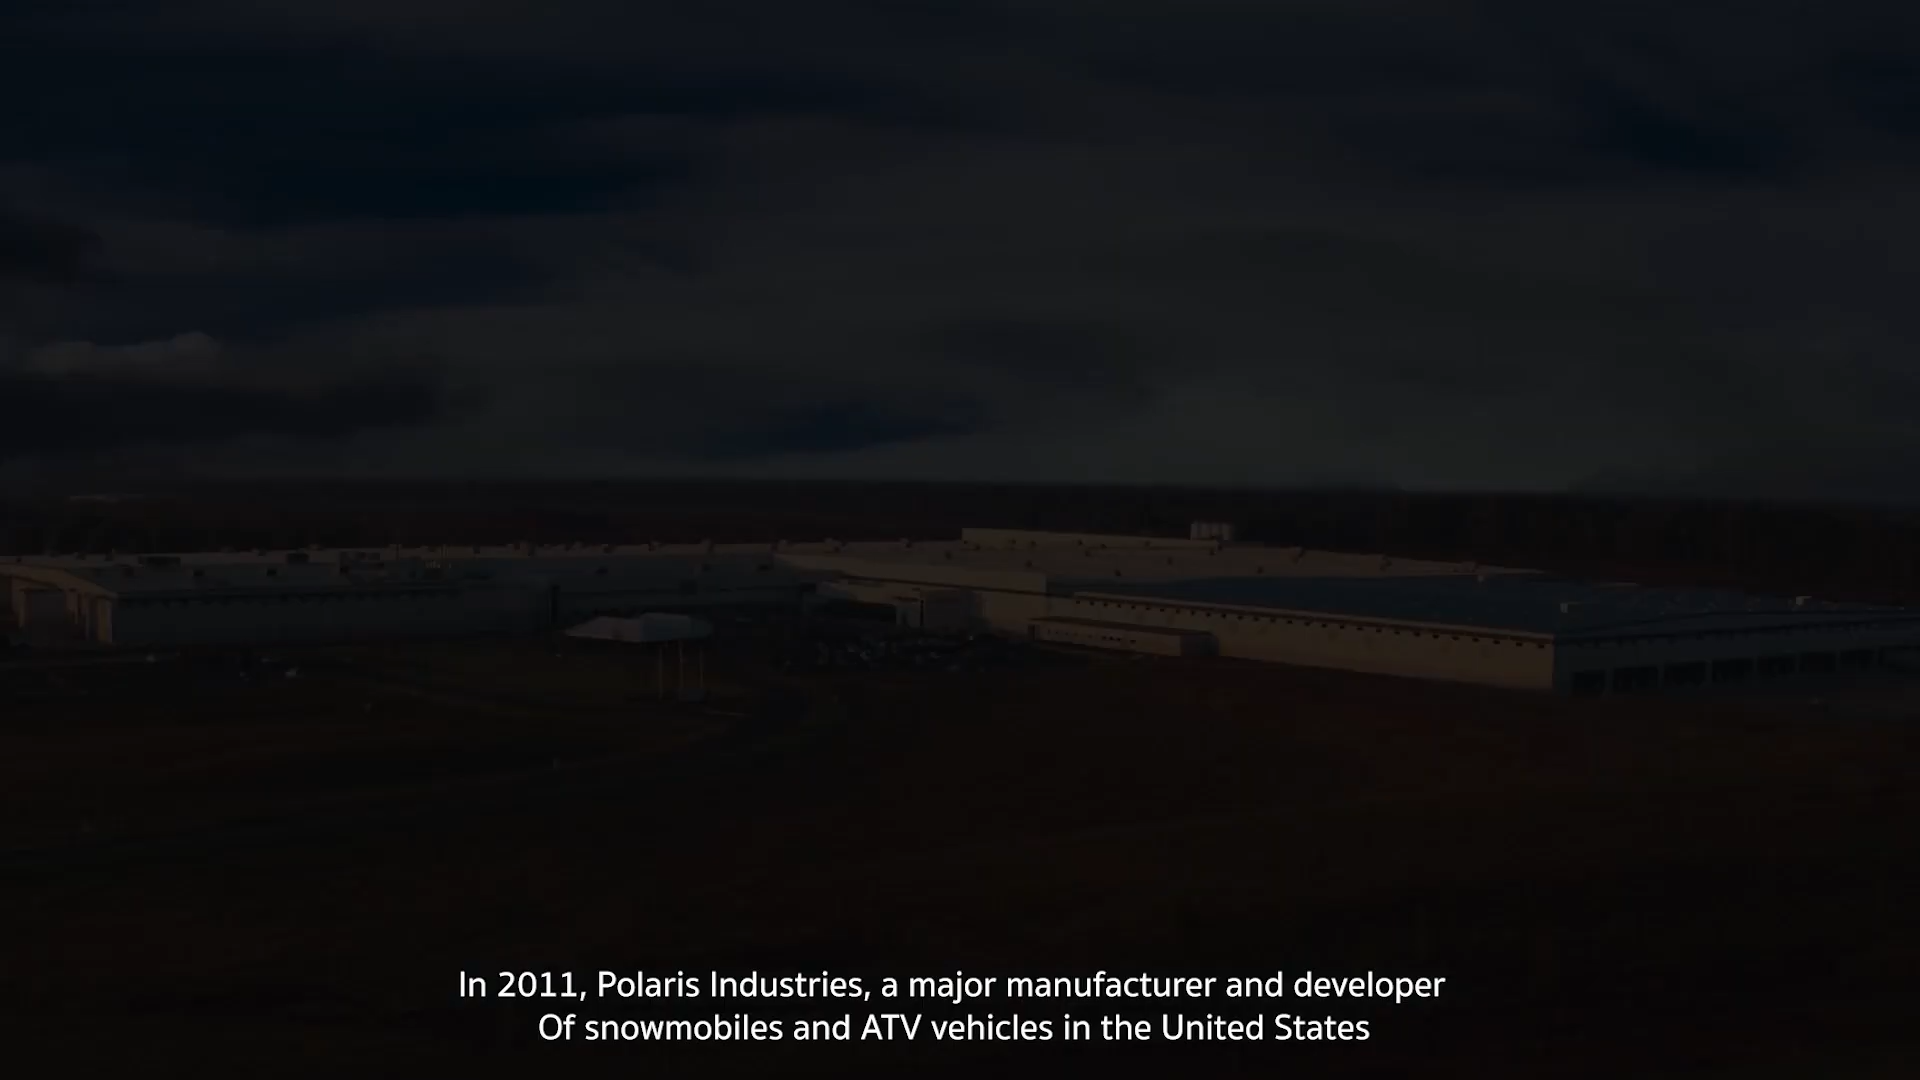 In 2011, Polaris Industries, a major manufacturer and developer
Of snowmobiles and ATV vehicles in the United States